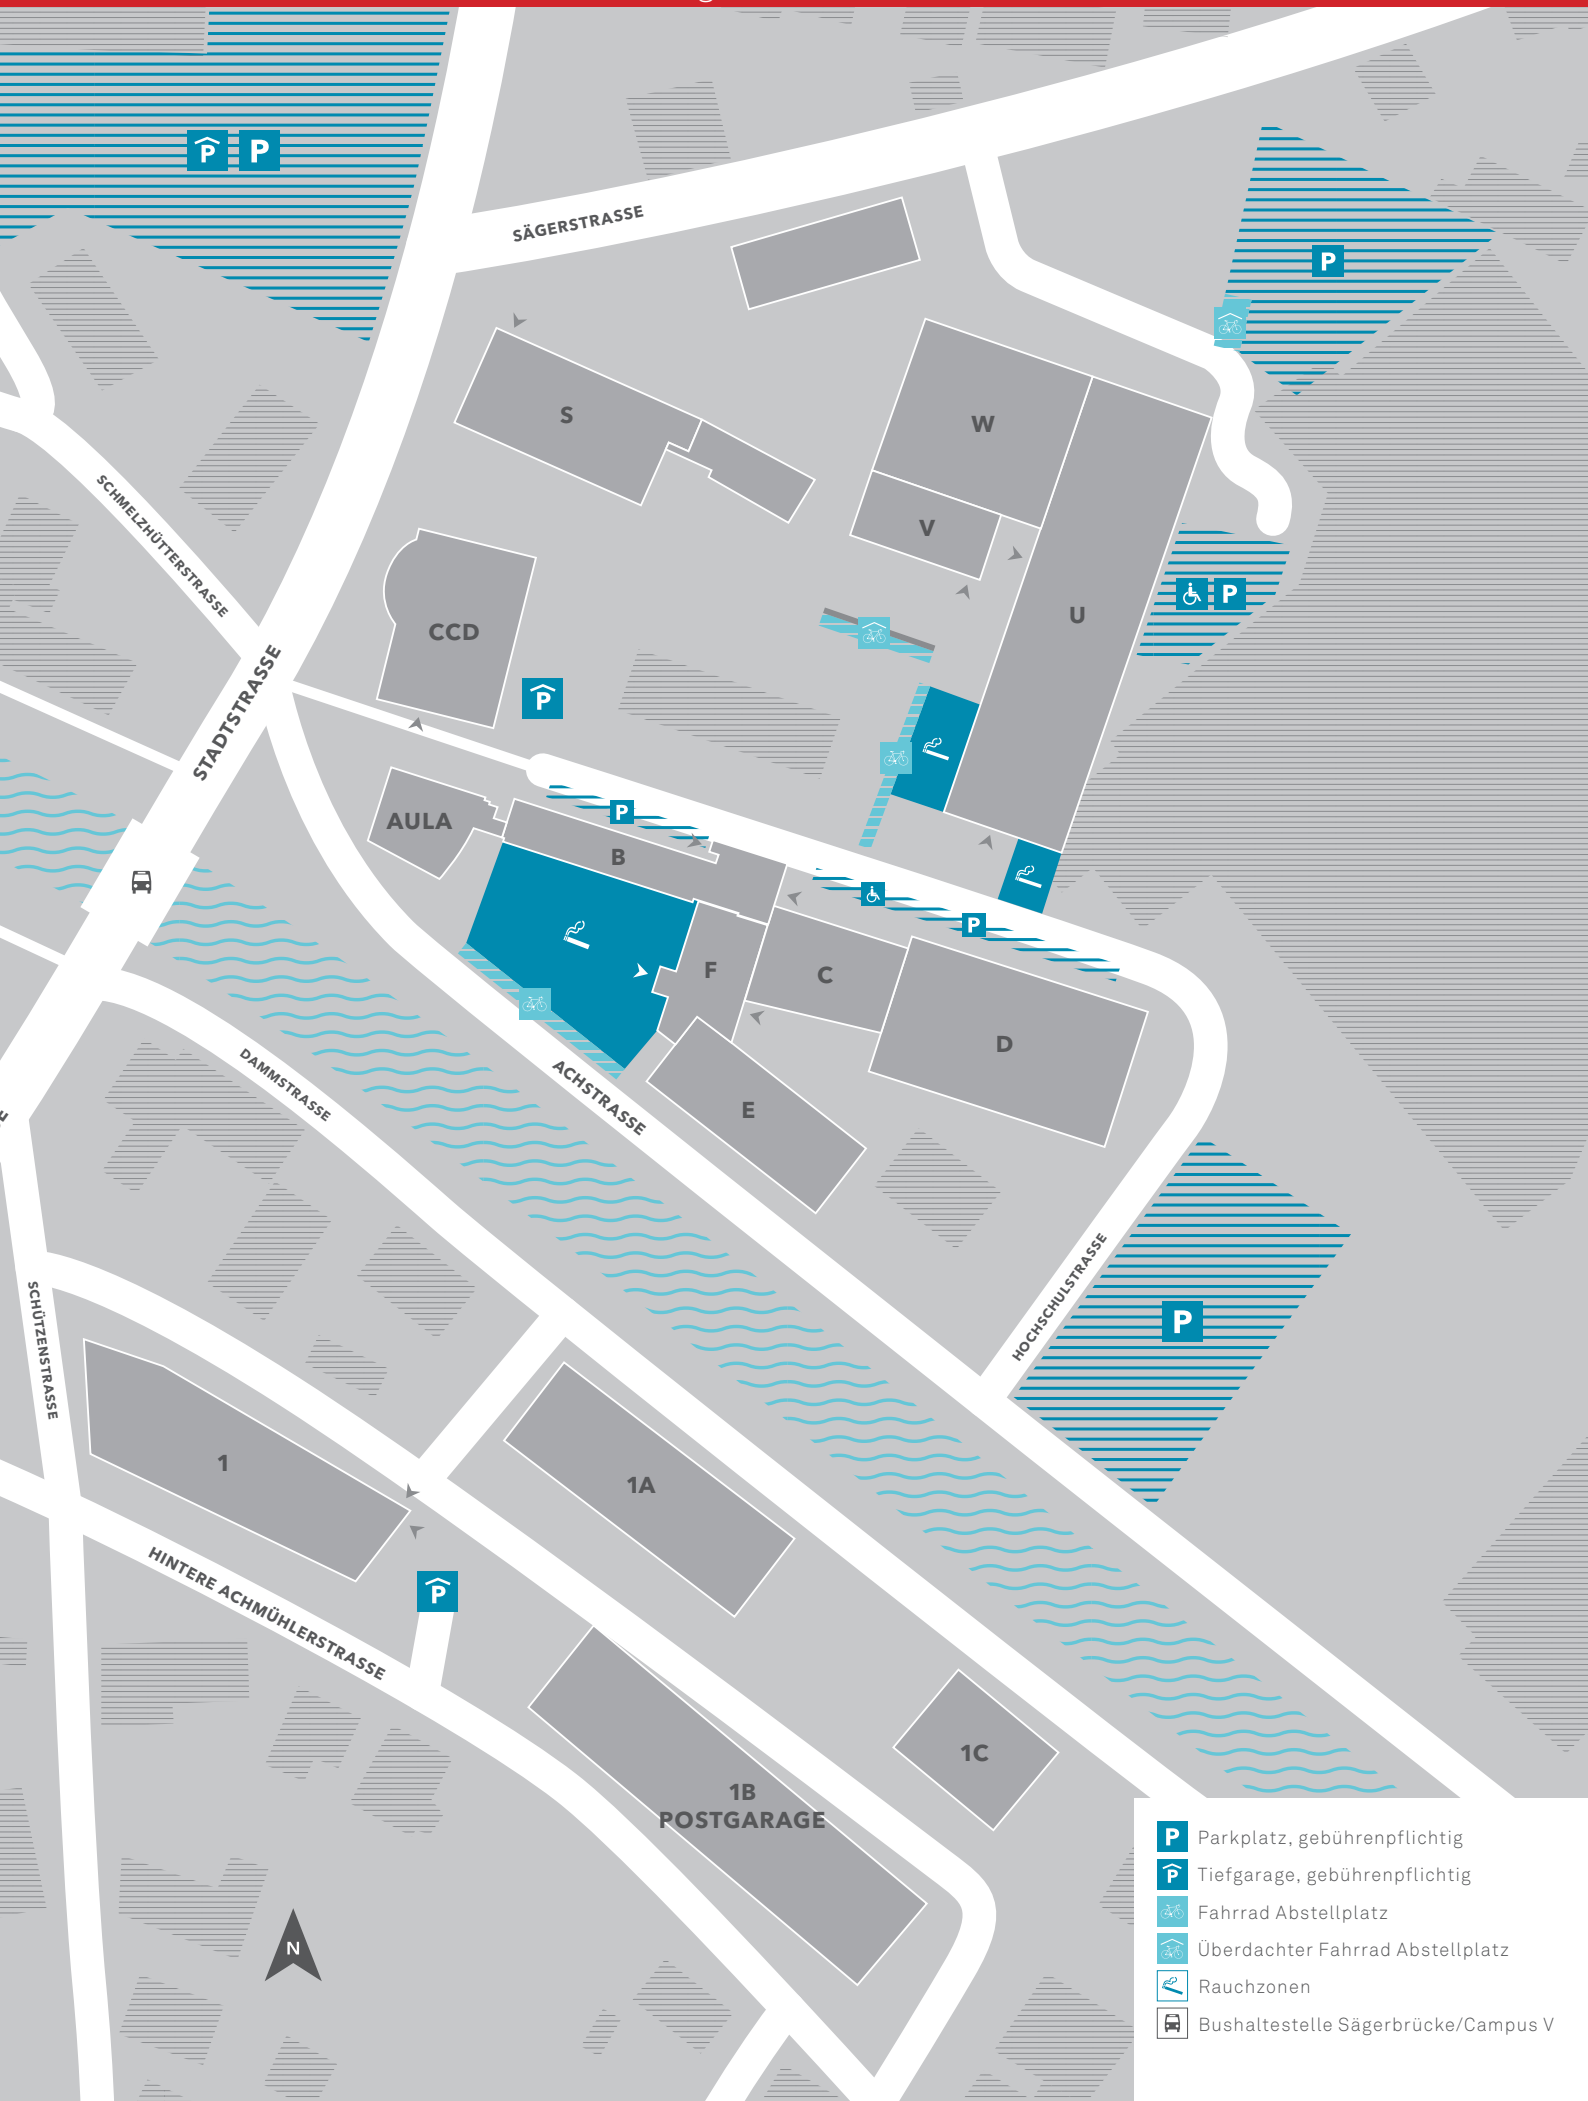 P P
SÄGERSTRASSE
P
S
W
SCHMELZHÜTTERSTRASSE
V
CCD
U
P
P
STADTSTRASSE
AULA
P
B
P
F
C
D
DAMMSTRASSE
ACHSTRASSE
E
HOCHSCHULSTRASSE
P
SCHÜTZENSTRASSE
1
1A
HINTERE ACHMÜHLERSTRASSE
P
1C
1B
POSTGARAGE
N
P Parkplatz, gebührenpflichtig
P Tiefgarage, gebührenpflichtig
Fahrrad Abstellplatz
Überdachter Fahrrad Abstellplatz
Rauchzonen
Bushaltestelle Sägerbrücke/Campus V